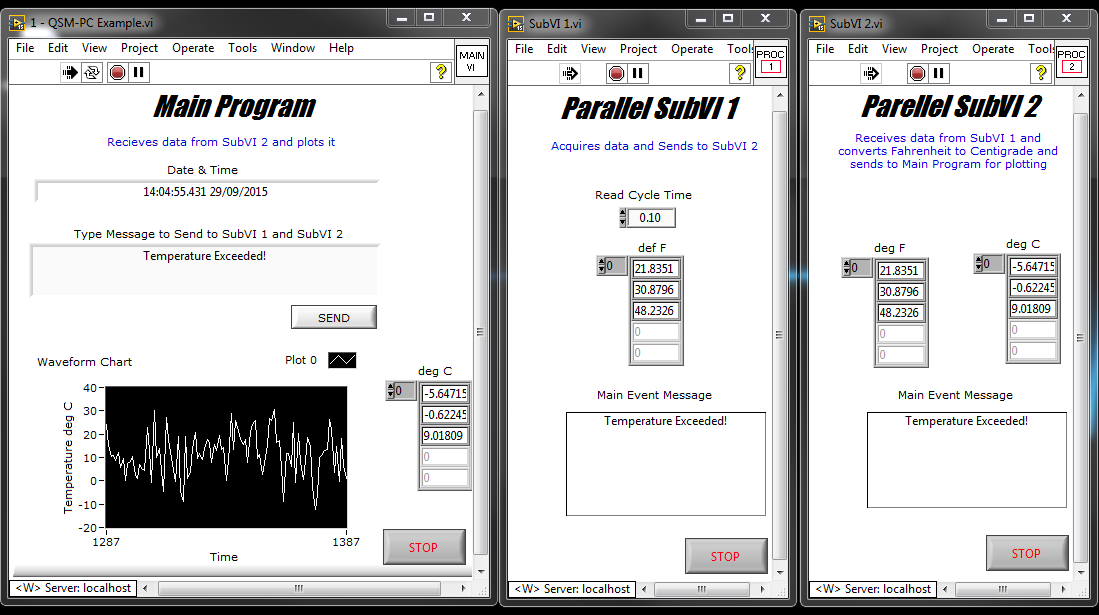 1 - QSM-PC Example.vi
File Edit View Project Operate Tools Window Help
MAIN
VI
Main Program
Recieves data from SubVI 2 and plots it
Date & Time
14:04:55.431 29/09/2015
Type Message to Send to SubVI 1 and SubVI 2
Temperature Exceeded!
SEND
Waveform Chart
Plot 0
deg C
0
-5.64715
-0.62245
9.01809
0
0
Temperature deg C
40
30
20
10
0
-10
-20
1287
1387
Time
STOP
<W> Server: localhost
SubVI 1.vi
File Edit View Project Operate Tools
PROC
1
Parallel SubVI 1
Acquires data and Sends to SubVI 2
Read Cycle Time
0.10
def F
0
21.8351
30.8796
48.2326
0
0
Main Event Message
Temperature Exceeded!
STOP
<W> Server: localhost
SubVI 2.vi
File Edit View Project Operate Tools
PROC
2
Parellel SubVI 2
Receives data from SubVI 1 and
converts Fahrenheit to Centigrade and
sends to Main Program for plotting
deg F
0
21.8351
30.8796
48.2326
0
0
deg C
0
-5.64715
-0.62245
9.01809
0
0
Main Event Message
Temperature Exceeded!
STOP
<W> Server: localhost